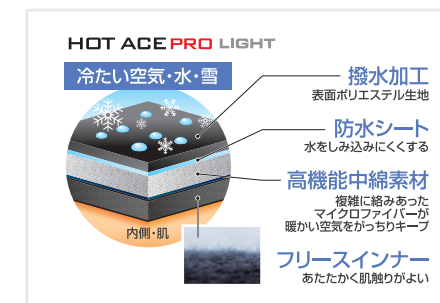 HOT ACE PRO LIGHT
冷たい空気・水・雪
撥水加工
表面ポリエステル生地
防水シート
水をしみ込みにくくする
高機能中綿素材
複雑に絡みあった
マイクロファイバーが
暖かい空気をがっちりキープ
内側・肌
フリースインナー
あたたかく肌触りがよい